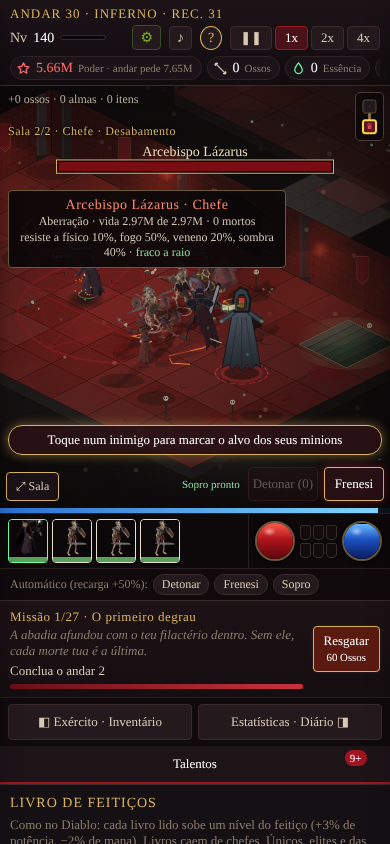 ANDAR 30 · INFERNO · REC. 31
Nv 140
1x 2x 4x
5.66M Poder · andar pede 7.65M
0 Ossos
0 Essência
+0 ossos · 0 almas · 0 itens
Sala 2/2 · Chefe · Desabamento
Arcebispo Lázarus
Arcebispo Lázarus · Chefe
Aberração · vida 2.97M de 2.97M · 0 mortos
resiste a físico 10%, fogo 50%, veneno 20%, sombra
40% · fraco a raio
Toque num inimigo para marcar o alvo dos seus minions
Sala
Sopro pronto
Detonar (0)
Frenesi
Automático (recarga +50%):
Detonar
Frenesi
Sopro
Missão 1/27 · O primeiro degrau
A abadia afundou com o teu filactério dentro. Sem ele,
cada morte tua é a última.
Conclua o andar 2
Resgatar
60 Ossos
Exército · Inventário
Estatísticas · Diário
Talentos
9+
LIVRO DE FEITIÇOS
Como no Diablo: cada livro lido sobe um nível do feitiço (+3% de
potência, −2% de mana). Livros caem de chefes, Únicos, elites e das